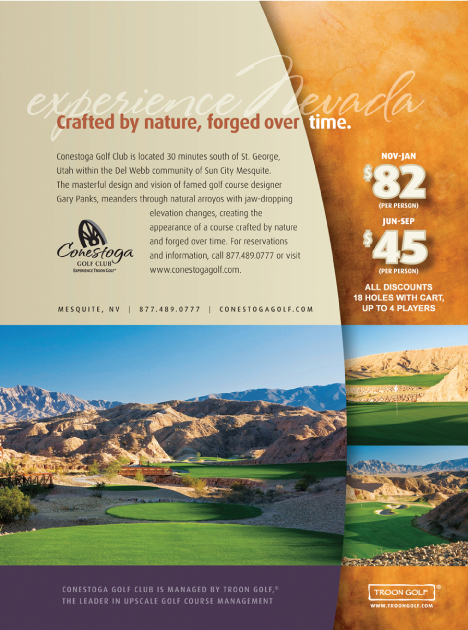 experience Nevada
Crafted by nature, forged over time.
Conestoga Golf Club is located 30 minutes south of St. George,
Utah within the Del Webb community of Sun City Mesquite.
The masterful design and vision of famed golf course designer
Gary Panks, meanders through natural arroyos with jaw-dropping
elevation changes, creating the
appearance of a course crafted by nature
and forged over time. For reservations
and information, call 877.489.0777 or visit
www.conestogagolf.com.
Conestoga
GOLF CLUB
EXPERIENCE TROON GOLF®
MESQUITE, NV | 877.489.0777 | CONESTOGAGOLF.COM
NOV-JAN
$82
(PER PERSON)
JUN-SEP
$45
(PER PERSON)
ALL DISCOUNTS
18 HOLES WITH CART,
UP TO 4 PLAYERS
CONESTOGA GOLF CLUB IS MANAGED BY TROON GOLF,®
THE LEADER IN UPSCALE GOLF COURSE MANAGEMENT
TROON GOLF®
WWW.TROONGOLF.COM